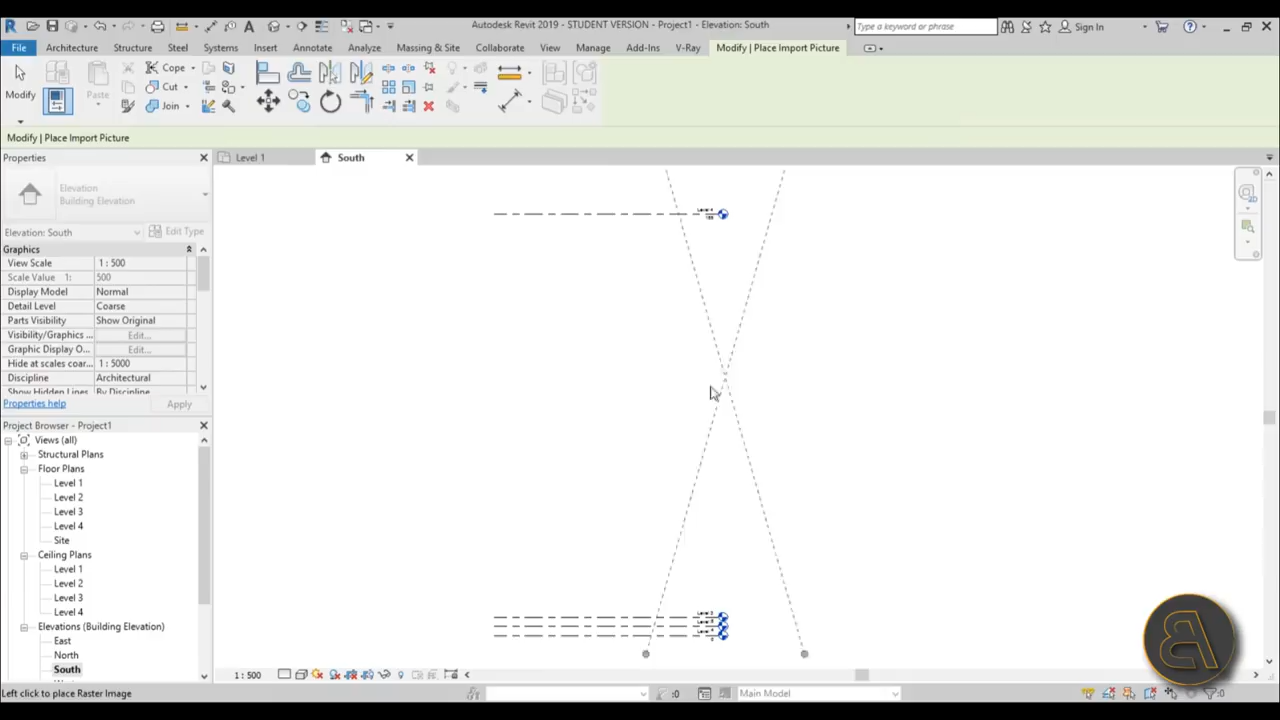 Autodesk Revit 2019 - STUDENT VERSION - Project1 - Elevation: South
Type a keyword or phrase
Sign In
File Architecture Structure Steel Systems Insert Annotate Analyze Massing & Site Collaborate View Manage Add-Ins V-Ray Modify | Place Import Picture
Modify
Paste
Cope
Cut
Join
Modify | Place Import Picture
Properties
Level 1
South
Elevation
Building Elevation
Elevation: South
Edit Type
Graphics
View Scale 1 : 500
Scale Value 1: 500
Display Model Normal
Detail Level Coarse
Parts Visibility Show Original
Visibility/Graphics ... Edit...
Graphic Display O... Edit...
Hide at scales coar... 1 : 5000
Discipline Architectural
Show Hidden Lines By Discipline
Properties help
Apply
Project Browser - Project1
Views (all)
Structural Plans
Floor Plans
Level 1
Level 2
Level 3
Level 4
Site
Ceiling Plans
Level 1
Level 2
Level 3
Level 4
Elevations (Building Elevation)
East
North
South
1 : 500
Left click to place Raster Image
:0
Main Model
:0